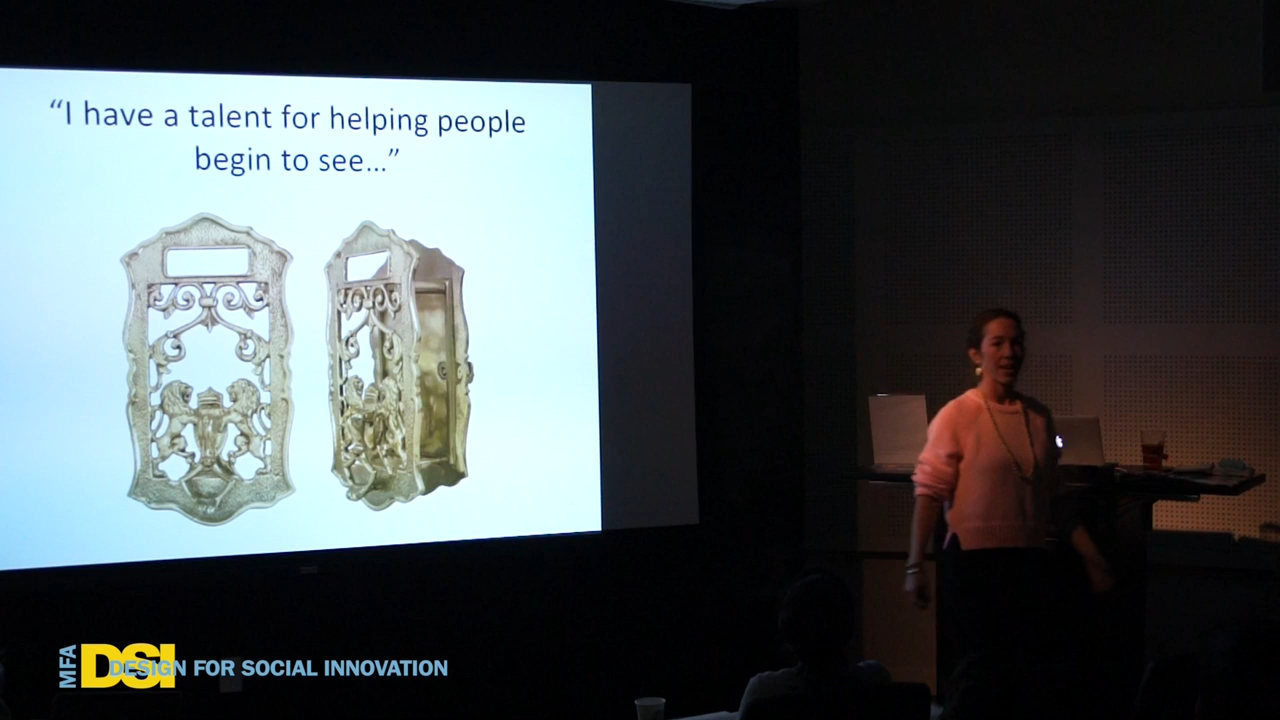 “I have a talent for helping people
begin to see...”
MFA
DSI
DESIGN FOR SOCIAL INNOVATION